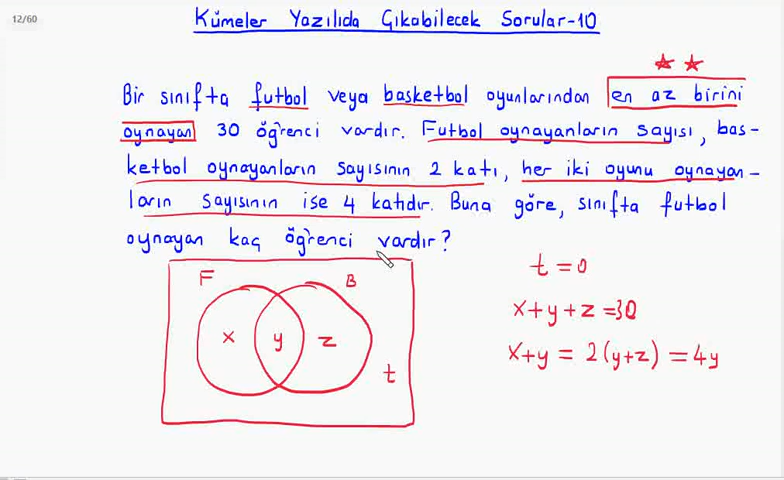 12/60
Kümeler Yazılıda Çıkabilecek Sorular-10
Bir sınıfta futbol veya basketbol oyunlarından en az birini
oynayan 30 öğrenci vardır. Futbol oynayanların sayısı, bas-
ketbol oynayanların sayısının 2 katı, her iki oyunu oynayan-
ların sayısının ise 4 katıdır. Buna göre, sınıfta futbol
oynayan kaç öğrenci vardır?
F B
x y z
t
t = 0
x+y+z=30
x+y = 2(y+z) = 4y